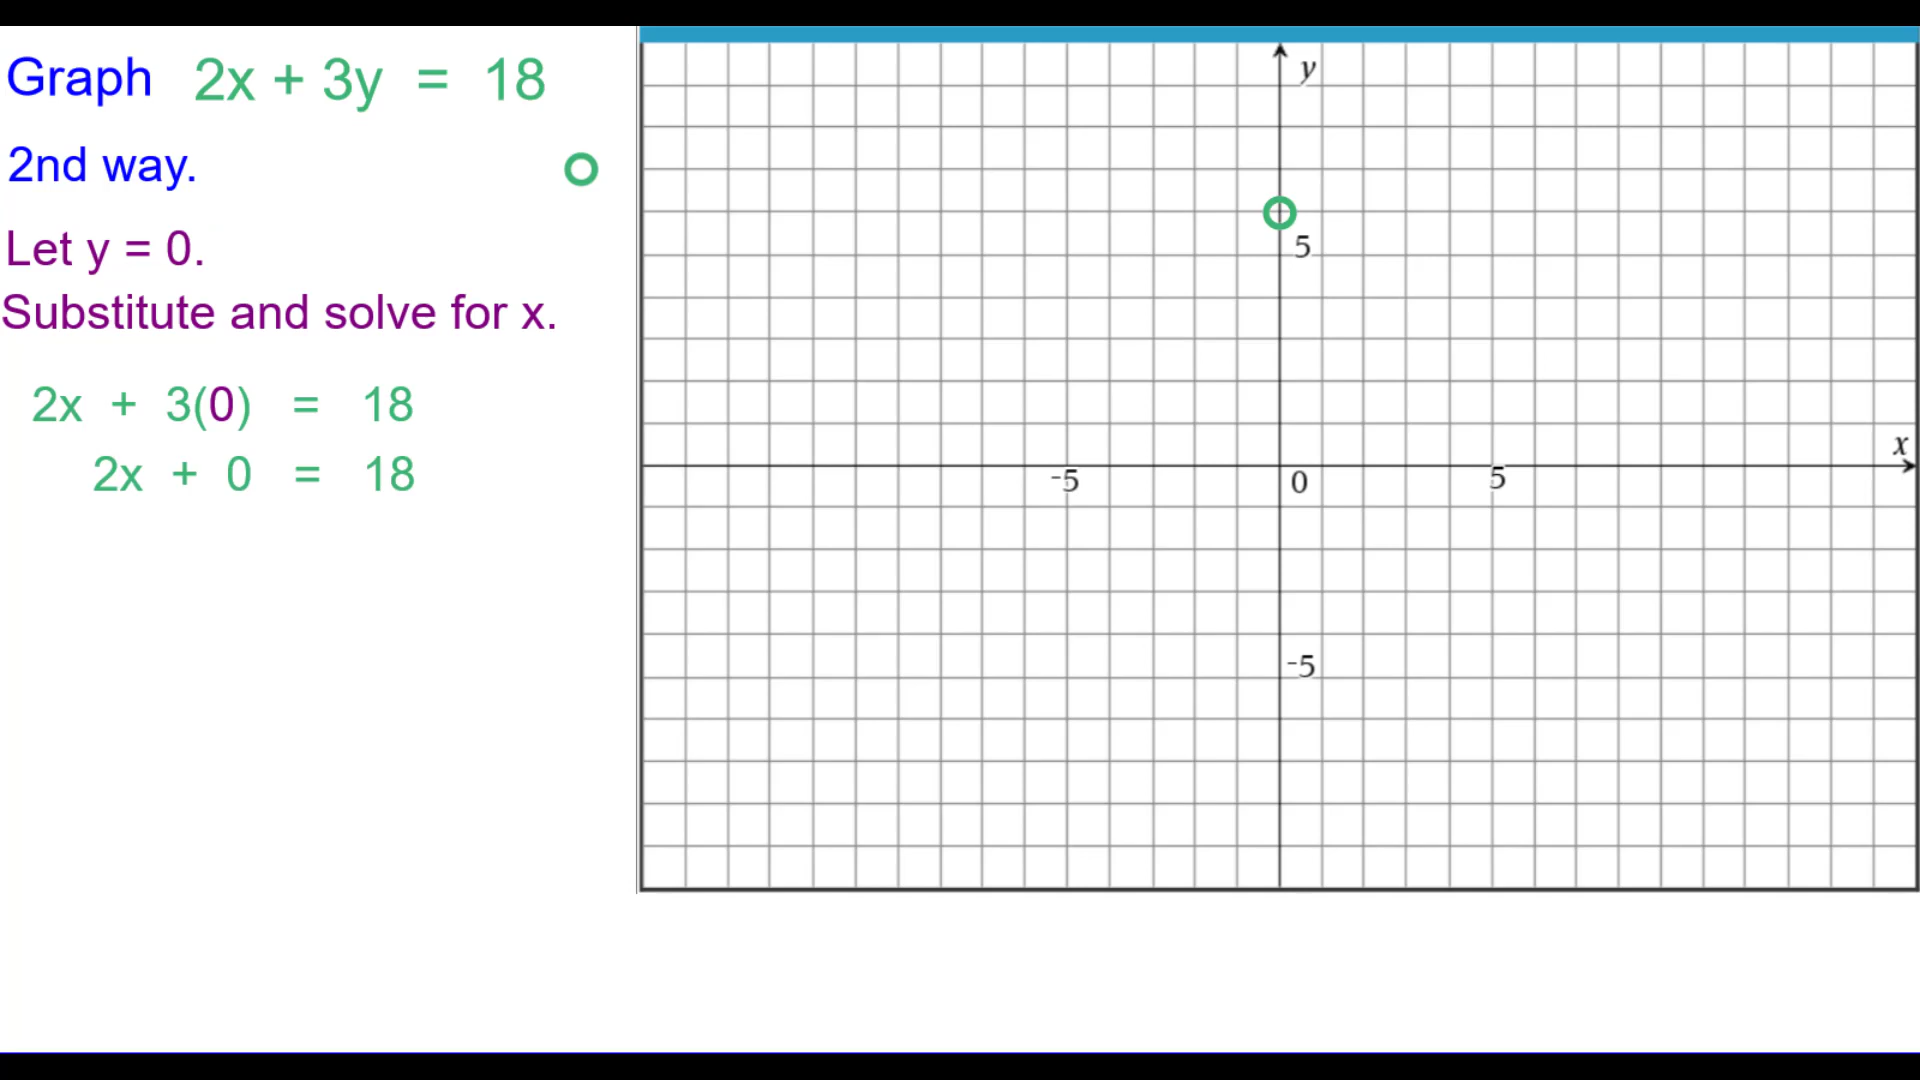 Graph 2x + 3y = 18
2nd way.
Let y = 0.
Substitute and solve for x.
2x + 3(0) = 18
2x + 0 = 18
y
5
x
-5 0 5
-5